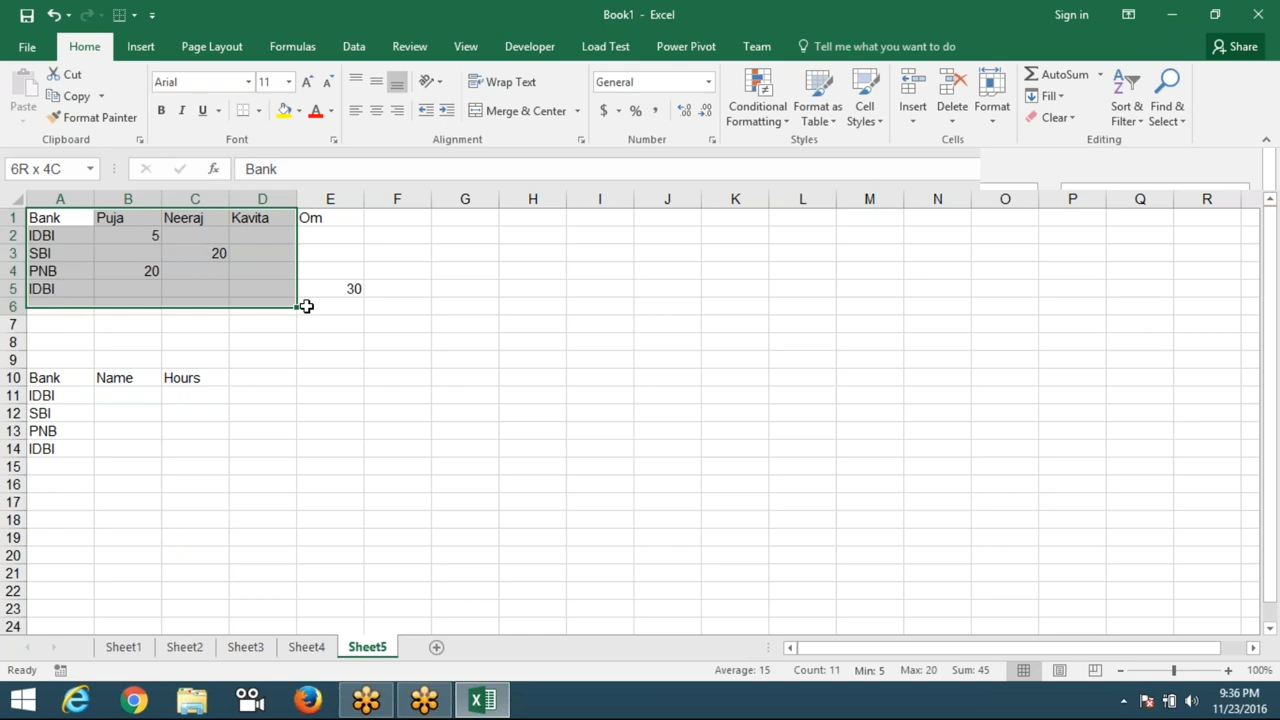 Book1 - Excel
Sign in
File Home Insert Page Layout Formulas Data Review View Developer Load Test Power Pivot Team Tell me what you want to do Share
Paste
Cut
Copy
Format Painter
Clipboard
Arial 11
B I U
Font
Wrap Text
Merge & Center
Alignment
General
$ % ,
Number
Conditional Formatting
Format as Table
Cell Styles
Styles
Insert
Delete
Format
Cells
AutoSum
Fill
Clear
Sort & Filter
Find & Select
Editing
6R x 4C fx Bank
A B C D E F G H I J K L M N O P Q R
1 Bank Puja Neeraj Kavita Om
2 IDBI 5
3 SBI 20
4 PNB 20
5 IDBI 30
6
7
8
9
10 Bank Name Hours
11 IDBI
12 SBI
13 PNB
14 IDBI
15
16
17
18
19
20
21
22
23
24
Sheet1 Sheet2 Sheet3 Sheet4 Sheet5
Ready Average: 15 Count: 11 Min: 5 Max: 20 Sum: 45 100%
9:36 PM
11/23/2016